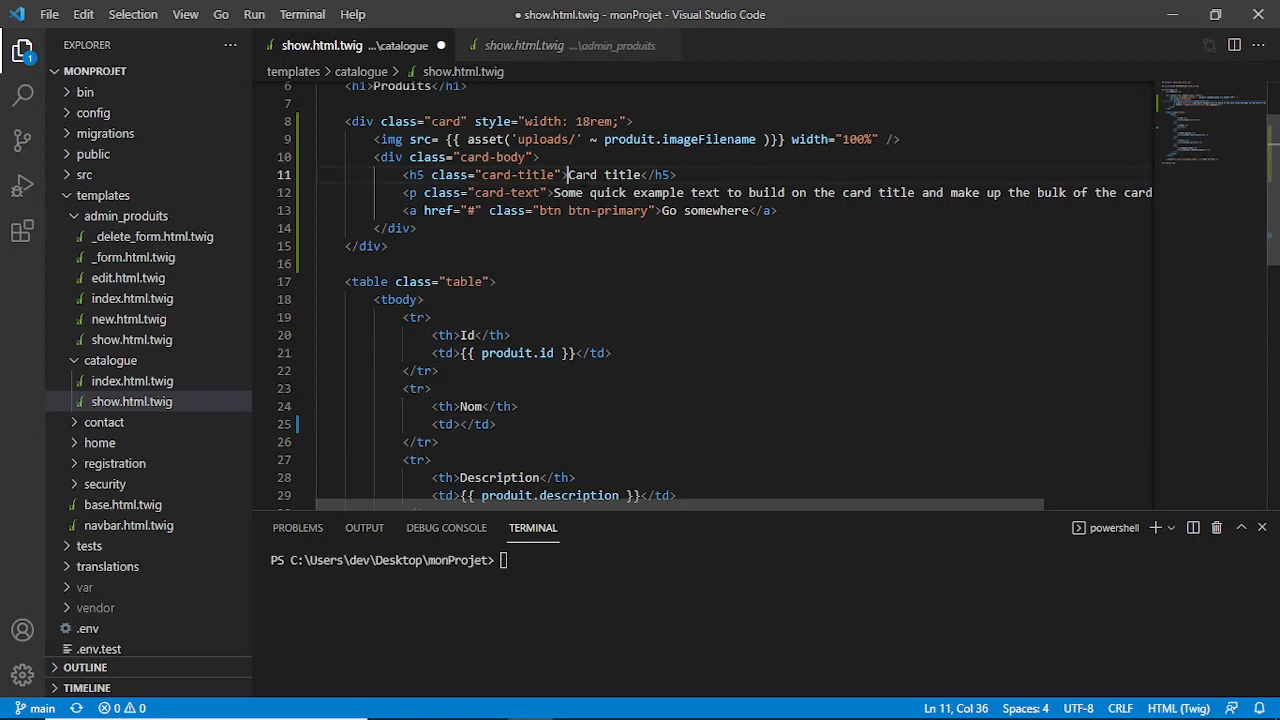 File Edit Selection View Go Run Terminal Help
● show.html.twig - monProjet - Visual Studio Code
EXPLORER
1
MONPROJET
bin
config
migrations
public
src
templates
admin_produits
_delete_form.html.twig
_form.html.twig
edit.html.twig
index.html.twig
new.html.twig
show.html.twig
catalogue
index.html.twig
show.html.twig
contact
home
registration
security
base.html.twig
navbar.html.twig
tests
translations
var
vendor
.env
.env.test
OUTLINE
TIMELINE
show.html.twig ...\catalogue ●
show.html.twig ...\admin_produits
templates > catalogue > show.html.twig
6 <h1>Produits</h1>
7
8 <div class="card" style="width: 18rem;">
9 <img src= {{ asset('uploads/' ~ produit.imageFilename )}} width="100%" />
10 <div class="card-body">
11 <h5 class="card-title">Card title</h5>
12 <p class="card-text">Some quick example text to build on the card title and make up the bulk of the card
13 <a href="#" class="btn btn-primary">Go somewhere</a>
14 </div>
15 </div>
16
17 <table class="table">
18 <tbody>
19 <tr>
20 <th>Id</th>
21 <td>{{ produit.id }}</td>
22 </tr>
23 <tr>
24 <th>Nom</th>
25 <td></td>
26 </tr>
27 <tr>
28 <th>Description</th>
29 <td>{{ produit.description }}</td>
PROBLEMS OUTPUT DEBUG CONSOLE TERMINAL
powershell
PS C:\Users\dev\Desktop\monProjet>
main 0 0
Ln 11, Col 36 Spaces: 4 UTF-8 CRLF HTML (Twig)